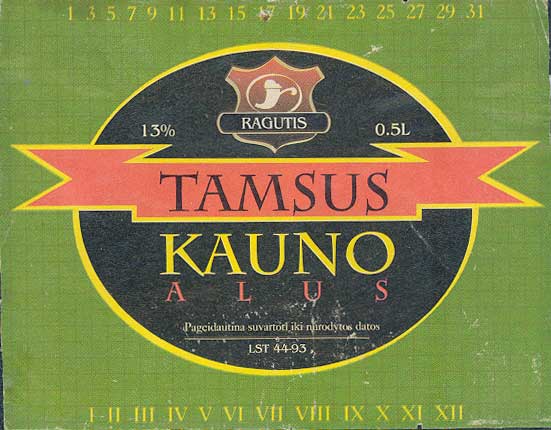 1 3 5 7 9 11 13 15 17 19 21 23 25 27 29 31
RAGUTIS
13% 0.5L
TAMSUS
KAUNO
ALUS
Pageidautina suvartoti iki nurodytos datos
LST 44-93
I-II III IV V VI VII VIII IX X XI XII